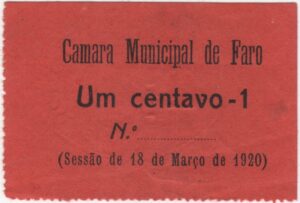 Camara Municipal de Faro
Um centavo - 1
N.º ..................
(Sessão de 18 de Março de 1920)